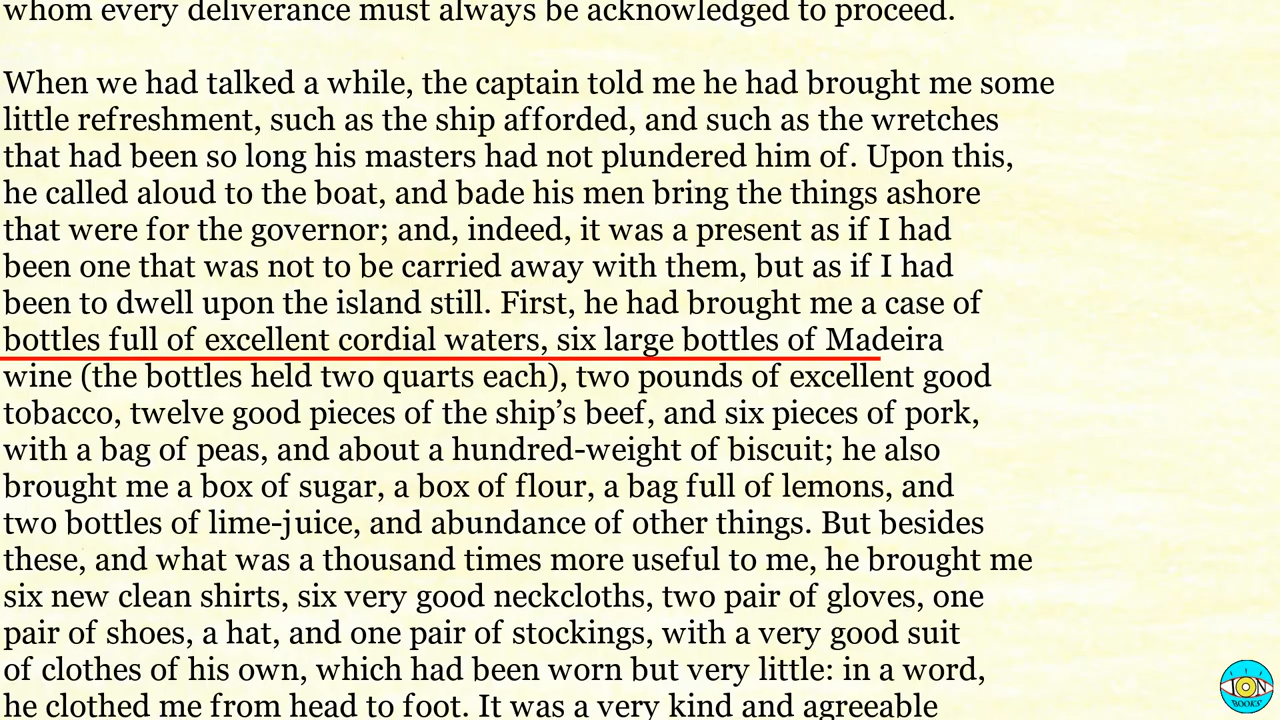 whom every deliverance must always be acknowledged to proceed.
When we had talked a while, the captain told me he had brought me some
little refreshment, such as the ship afforded, and such as the wretches
that had been so long his masters had not plundered him of. Upon this,
he called aloud to the boat, and bade his men bring the things ashore
that were for the governor; and, indeed, it was a present as if I had
been one that was not to be carried away with them, but as if I had
been to dwell upon the island still. First, he had brought me a case of
bottles full of excellent cordial waters, six large bottles of Madeira
wine (the bottles held two quarts each), two pounds of excellent good
tobacco, twelve good pieces of the ship’s beef, and six pieces of pork,
with a bag of peas, and about a hundred-weight of biscuit; he also
brought me a box of sugar, a box of flour, a bag full of lemons, and
two bottles of lime-juice, and abundance of other things. But besides
these, and what was a thousand times more useful to me, he brought me
six new clean shirts, six very good neckcloths, two pair of gloves, one
pair of shoes, a hat, and one pair of stockings, with a very good suit
of clothes of his own, which had been worn but very little: in a word,
he clothed me from head to foot. It was a very kind and agreeable
ION
BOOKS